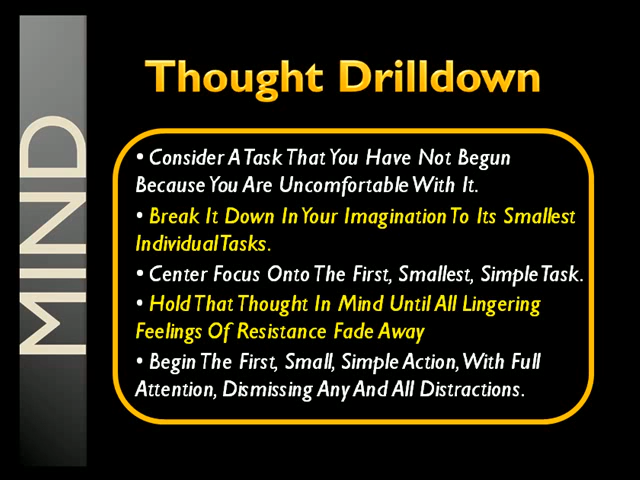 MIND
Thought Drilldown
• Consider A Task That You Have Not Begun
Because You Are Uncomfortable With It.
• Break It Down In Your Imagination To Its Smallest
Individual Tasks.
• Center Focus Onto The First, Smallest, Simple Task.
• Hold That Thought In Mind Until All Lingering
Feelings Of Resistance Fade Away
• Begin The First, Small, Simple Action, With Full
Attention, Dismissing Any And All Distractions.